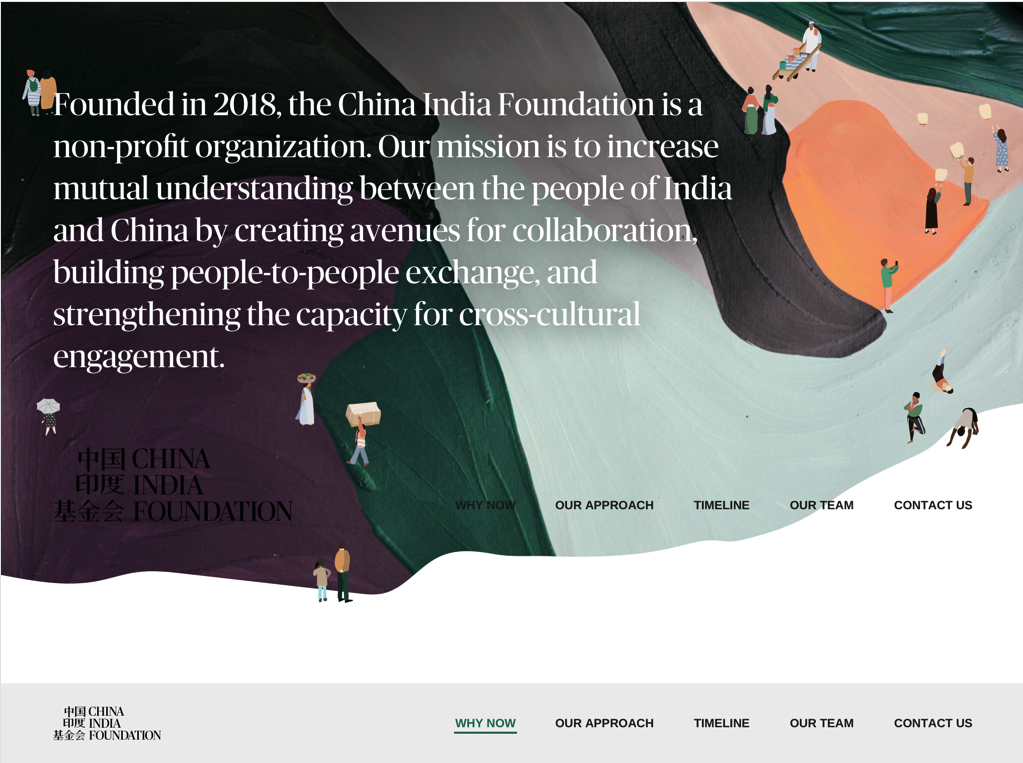 Founded in 2018, the China India Foundation is a
non-profit organization. Our mission is to increase
mutual understanding between the people of India
and China by creating avenues for collaboration,
building people-to-people exchange, and
strengthening the capacity for cross-cultural
engagement.
中国 CHINA
印度 INDIA
基金会 FOUNDATION
WHY NOW OUR APPROACH TIMELINE OUR TEAM CONTACT US
中国 CHINA
印度 INDIA
基金会 FOUNDATION
WHY NOW OUR APPROACH TIMELINE OUR TEAM CONTACT US